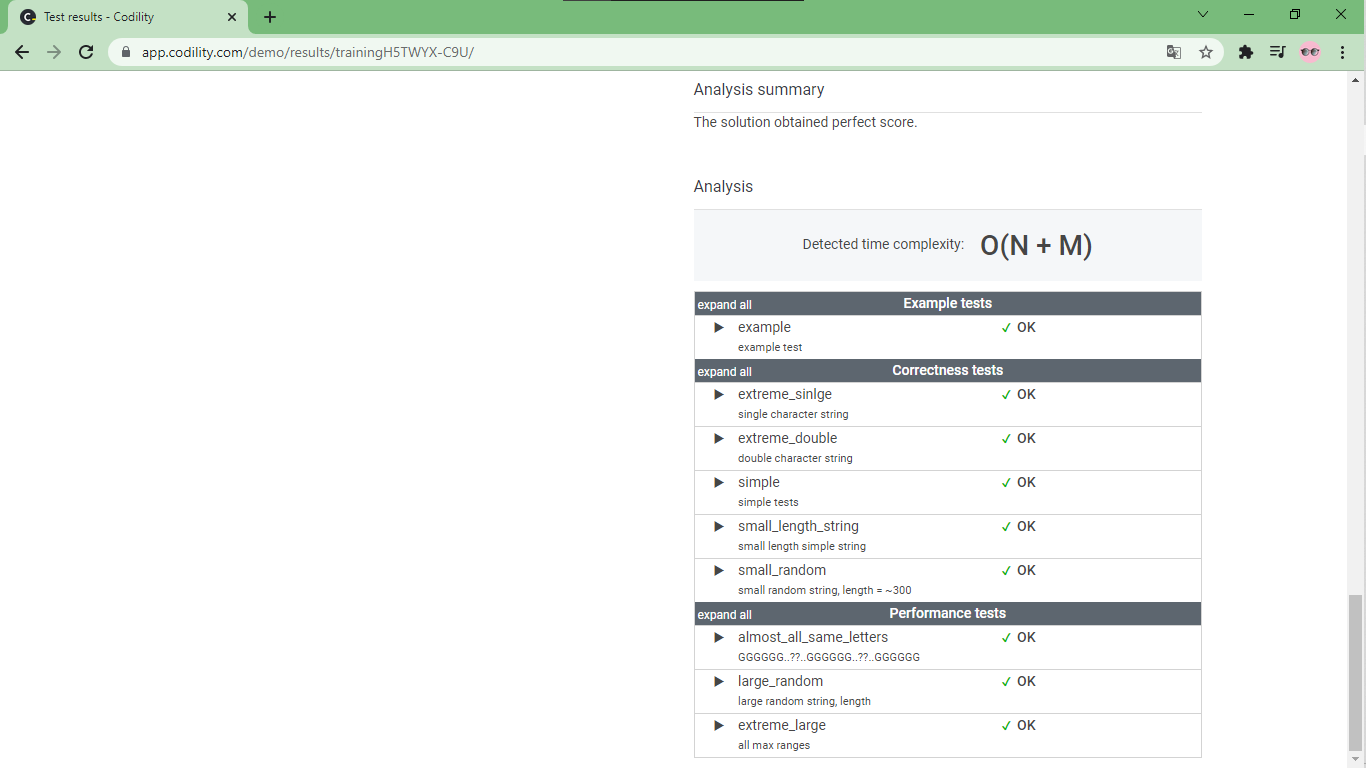 Test results - Codility
app.codility.com/demo/results/trainingH5TWYX-C9U/
Analysis summary
The solution obtained perfect score.
Analysis
Detected time complexity: O(N + M)
expand all Example tests
example ✓ OK
example test
expand all Correctness tests
extreme_sinlge ✓ OK
single character string
extreme_double ✓ OK
double character string
simple ✓ OK
simple tests
small_length_string ✓ OK
small length simple string
small_random ✓ OK
small random string, length = ~300
expand all Performance tests
almost_all_same_letters ✓ OK
GGGGGG..??..GGGGGG..??..GGGGGG
large_random ✓ OK
large random string, length
extreme_large ✓ OK
all max ranges